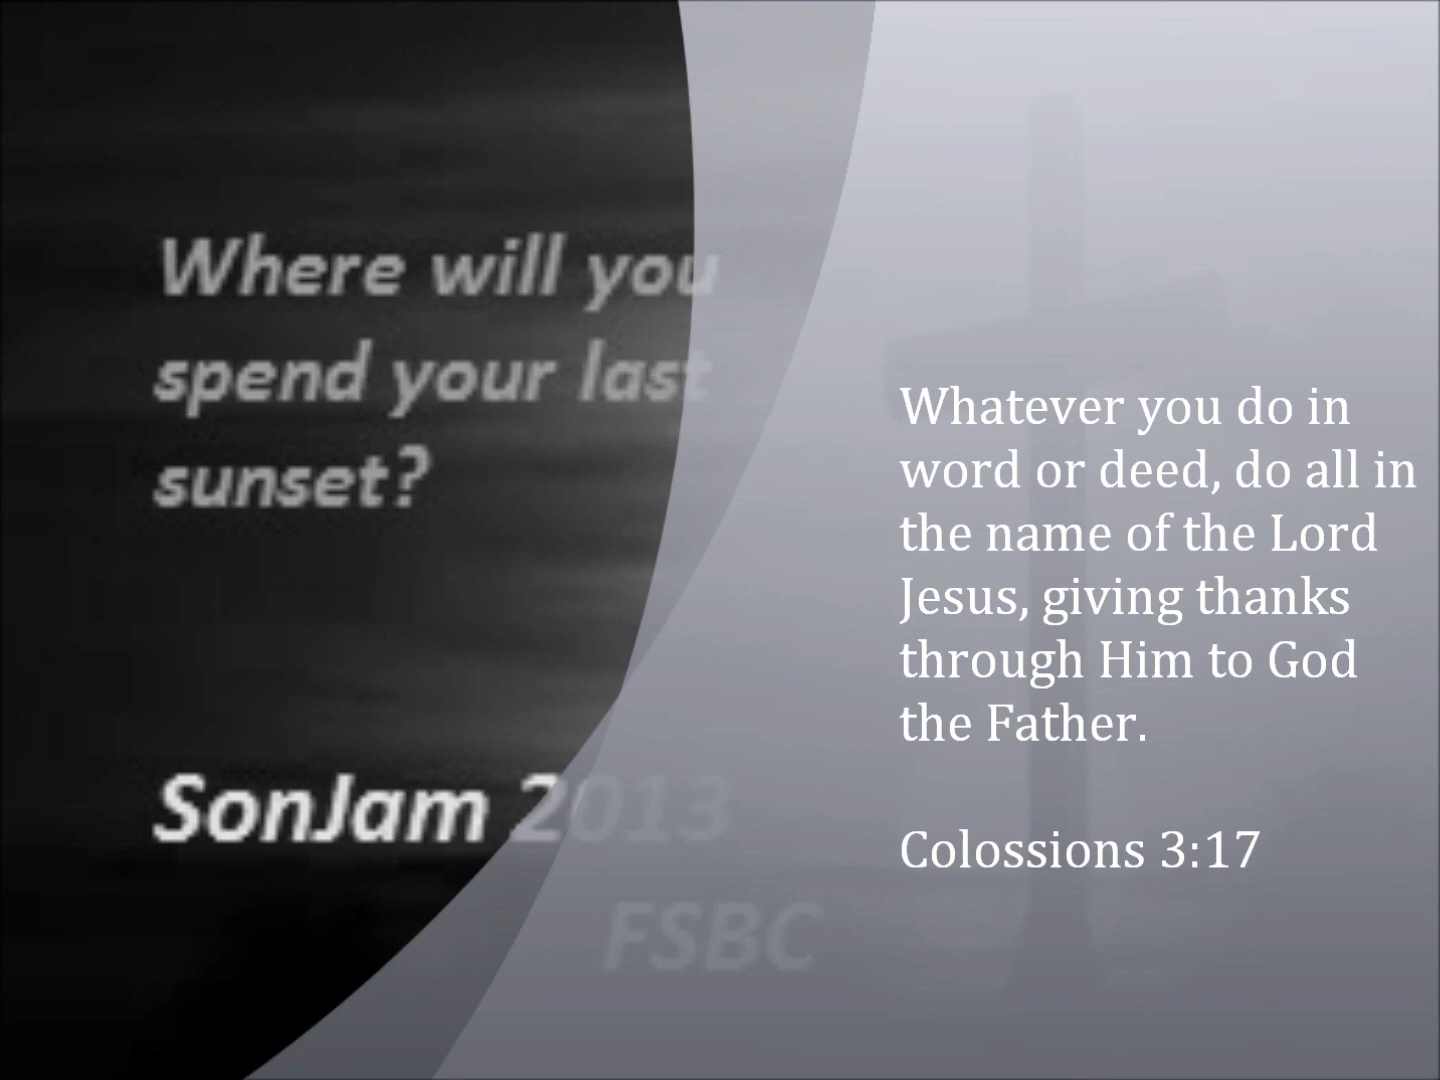 Where will you
spend your last
sunset?
SonJam 2013
FSBC
Whatever you do in
word or deed, do all in
the name of the Lord
Jesus, giving thanks
through Him to God
the Father.
Colossions 3:17